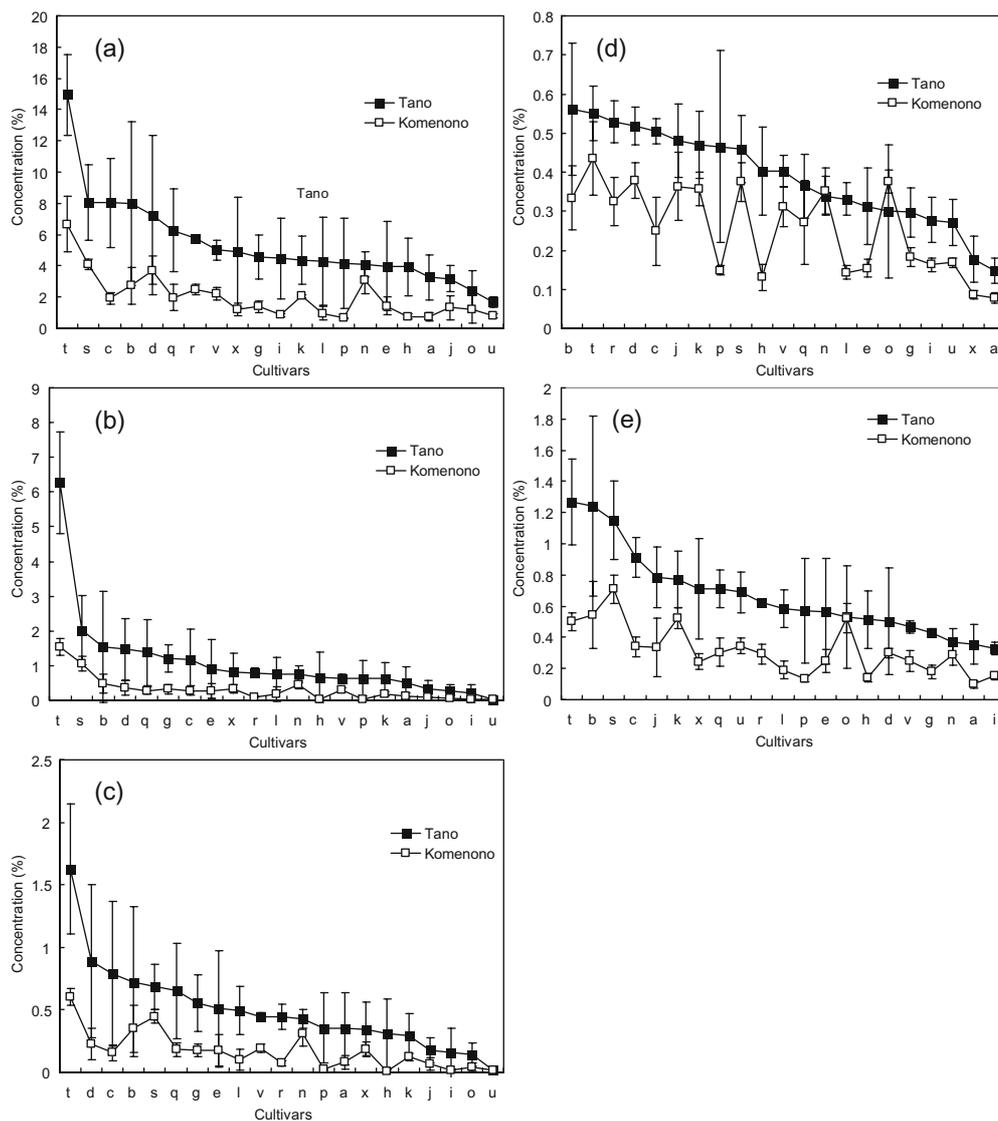 (a)
Concentration (%)
20
18
16
14
12
10
8
6
4
2
0
Tano
Komenono
Tano
t s c b d q r v x g i k l p n e h a j o u
Cultivars
(d)
Concentration (%)
0.8
0.7
0.6
0.5
0.4
0.3
0.2
0.1
0
Tano
Komenono
b t r d c j k p s h v q n l e o g i u x a
Cultivars
(b)
Concentration (%)
9
8
7
6
5
4
3
2
1
0
Tano
Komenono
t s b d q g c e x r l n h v p k a j o i u
Cultivars
(e)
Concentration (%)
2
1.8
1.6
1.4
1.2
1
0.8
0.6
0.4
0.2
0
Tano
Komenono
t b s c j k x q u r l p e o h d v g n a i
Cultivars
(c)
Concentration (%)
2.5
2
1.5
1
0.5
0
Tano
Komenono
t d c b s q g e l v r n p a x h k j i o u
Cultivars